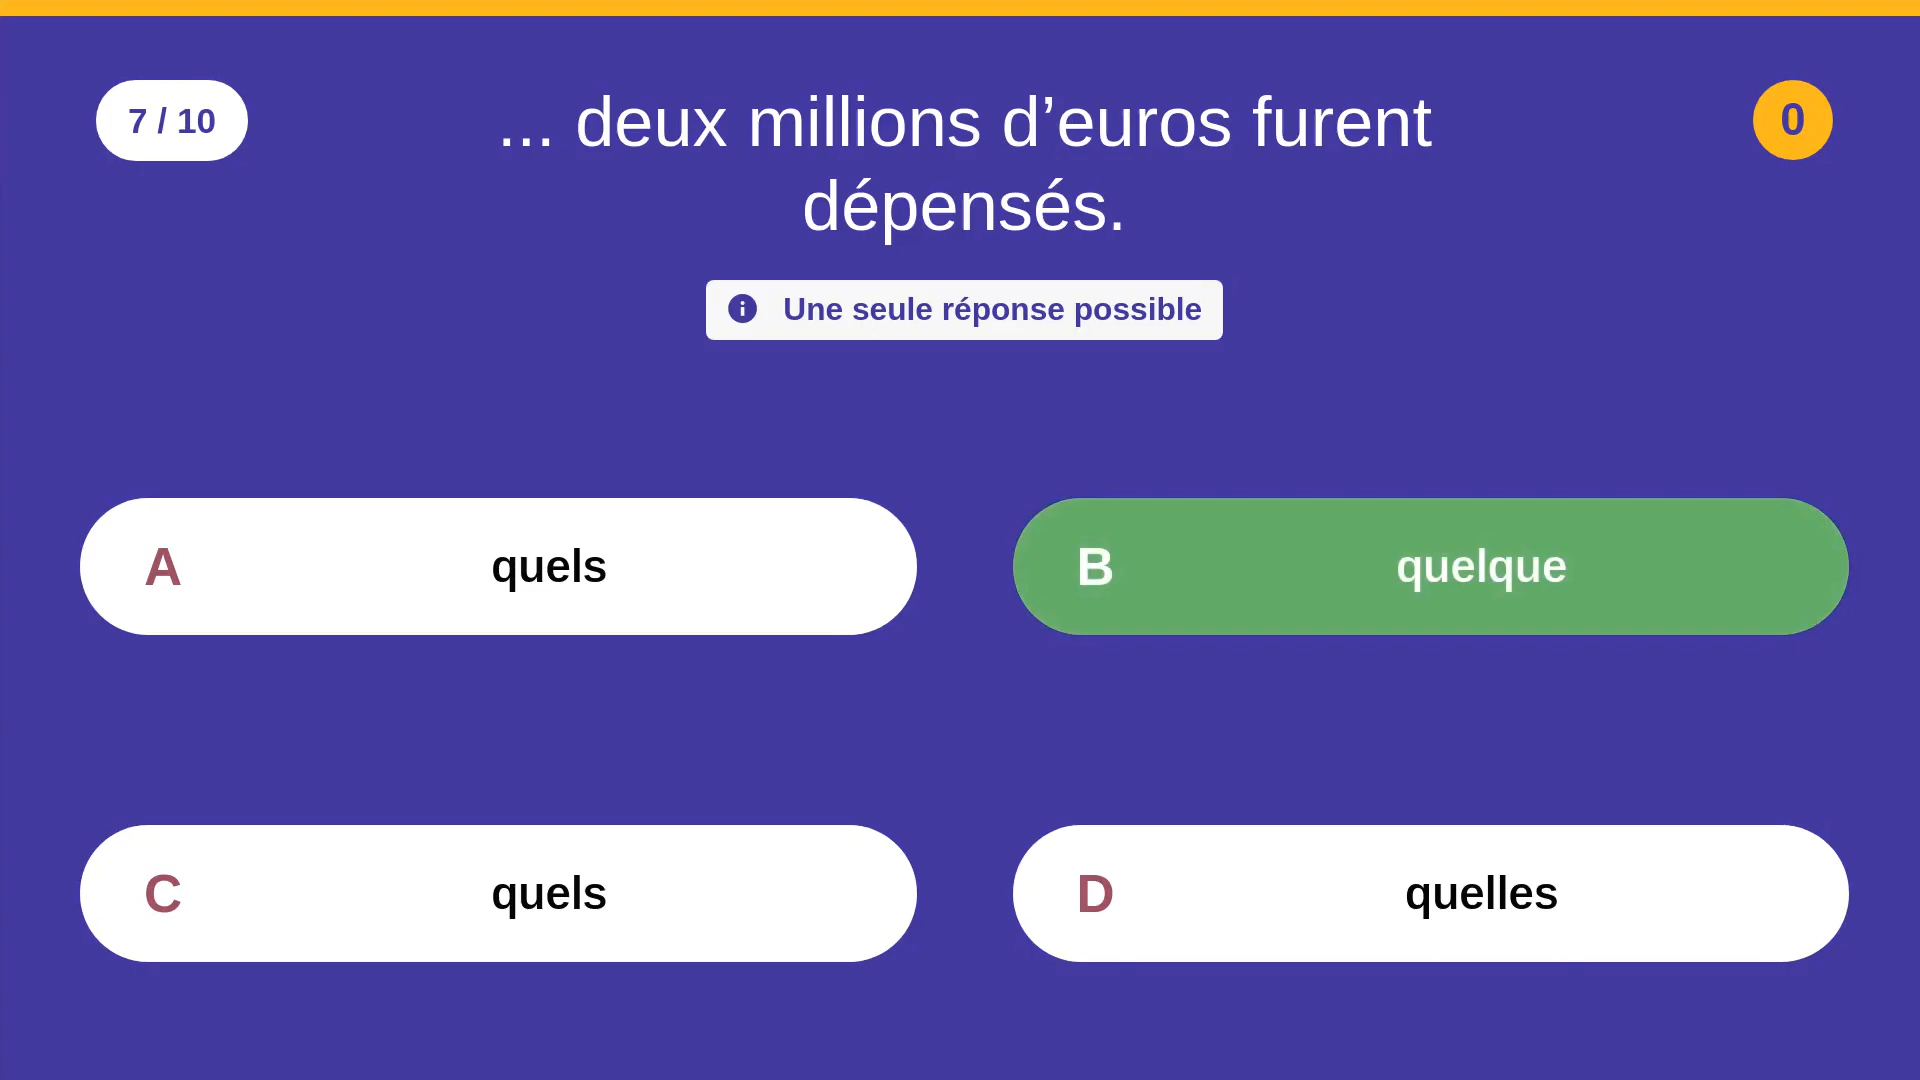 7 / 10
... deux millions d’euros furent
dépensés.
0
Une seule réponse possible
A
quels
B
quelque
C
quels
D
quelles